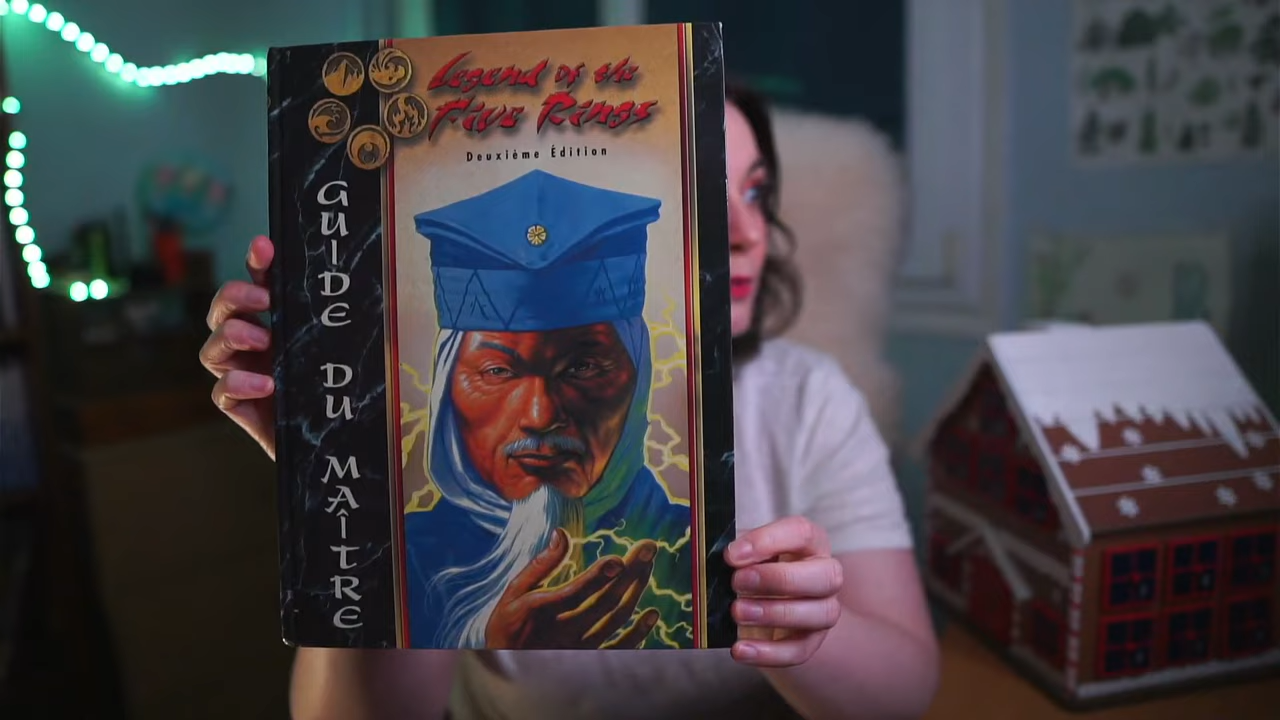 Legend of the
Five Rings
Deuxième Édition
GUIDE
DU
MAÎTRE